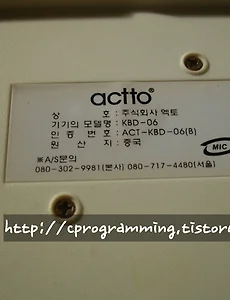 actto®
상 호 : 주식회사 액토
기기의 모델명 : KBD-06
인 증 번 호 : ACT-KBD-06(B)
원 산 지 : 중국
※A/S문의
080-302-9981(본사) 080-717-4480(서울)
MIC
http://cprogramming.tistor